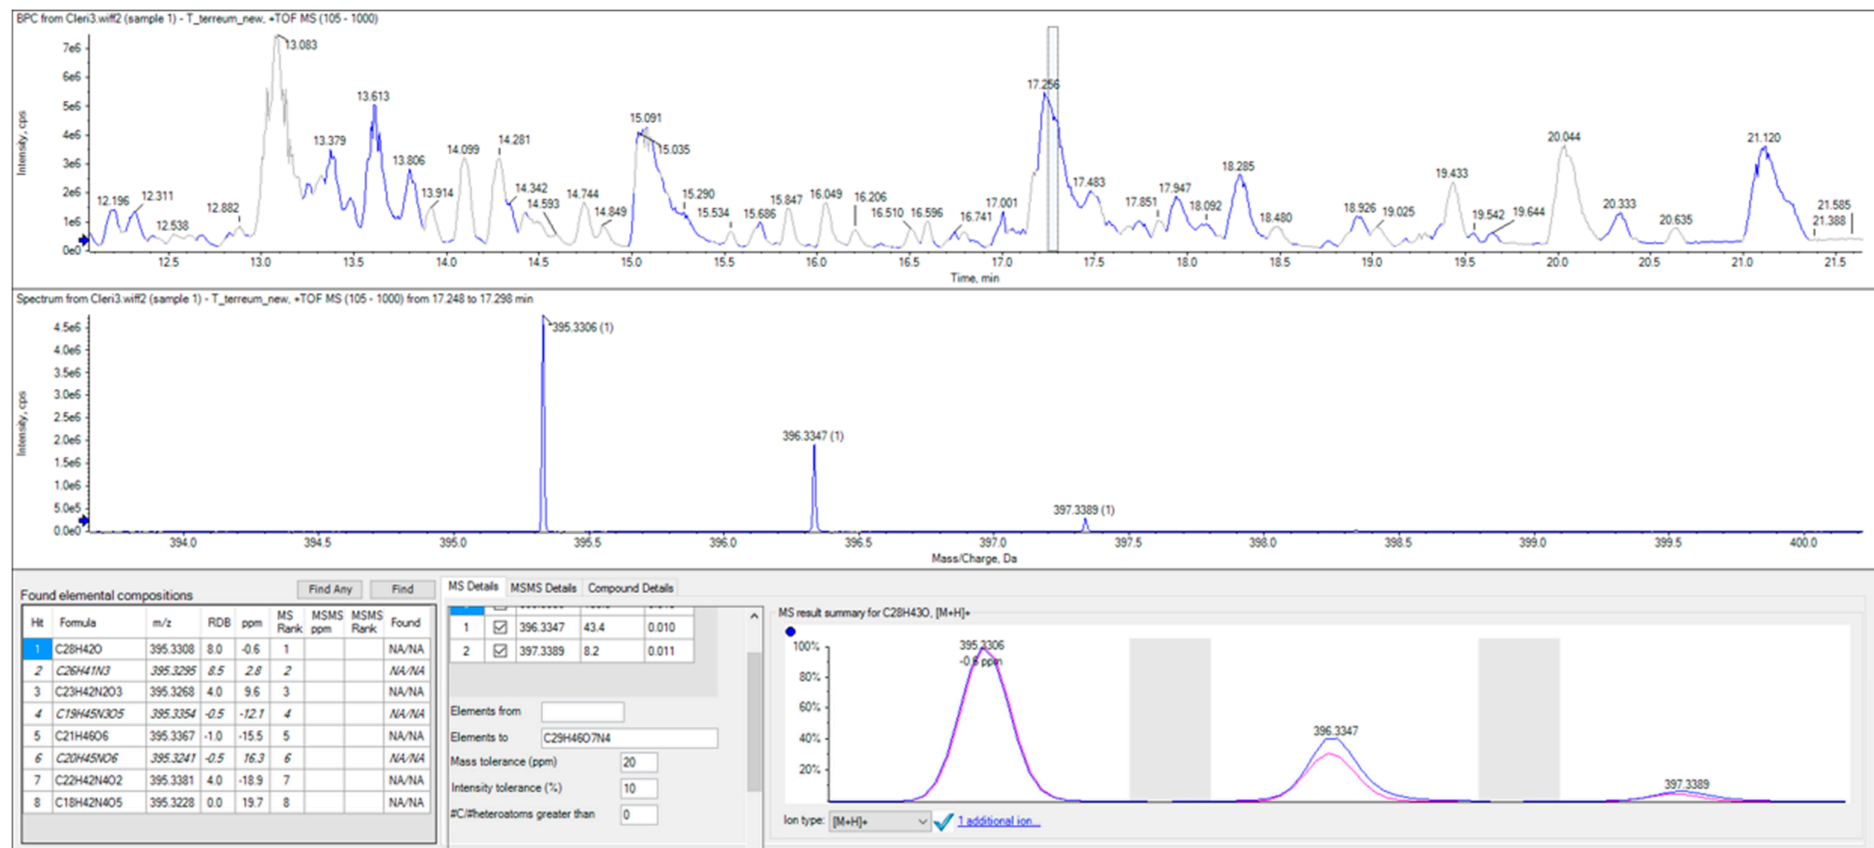 BPC from Cleri3.wiff2 (sample 1) - T_terreum_new, +TOF MS (105 - 1000)
Intensity, cps
7e6
6e6
5e6
4e6
3e6
2e6
1e6
0e0
12.196
12.311
12.538
12.882
13.083
13.379
13.613
13.806
13.914
14.099
14.281
14.342
14.593
14.744
14.849
15.091
15.035
15.290
15.534
15.686
15.847
16.049
16.206
16.510
16.596
16.741
17.001
17.256
17.483
17.851
17.947
18.092
18.285
18.480
18.926
19.025
19.433
19.542
19.644
20.044
20.333
20.635
21.120
21.585
21.388
12.5 13.0 13.5 14.0 14.5 15.0 15.5 16.0 16.5 17.0 17.5 18.0 18.5 19.0 19.5 20.0 20.5 21.0 21.5
Time, min
Spectrum from Cleri3.wiff2 (sample 1) - T_terreum_new, +TOF MS (105 - 1000) from 17.248 to 17.298 min
Intensity, cps
4.5e6
4.0e6
3.5e6
3.0e6
2.5e6
2.0e6
1.5e6
1.0e6
5.0e5
0.0e0
395.3306 (1)
396.3347 (1)
397.3389 (1)
394.0 394.5 395.0 395.5 396.0 396.5 397.0 397.5 398.0 398.5 399.0 399.5 400.0
Mass/Charge, Da
Found elemental compositions
Find Any Find
Hit Formula m/z RDB ppm MS Rank MSMS ppm MSMS Rank Found
1 C28H42O 395.3308 8.0 -0.6 1 NA/NA
2 C26H41N3 395.3295 8.5 2.8 2 NA/NA
3 C23H42N2O3 395.3268 4.0 9.6 3 NA/NA
4 C19H45N3O5 395.3354 -0.5 -12.1 4 NA/NA
5 C21H46O6 395.3367 -1.0 -15.5 5 NA/NA
6 C20H45NO6 395.3241 -0.5 16.3 6 NA/NA
7 C22H42N4O2 395.3381 4.0 -18.9 7 NA/NA
8 C18H42N4O5 395.3228 0.0 19.7 8 NA/NA
MS Details MSMS Details Compound Details
1 396.3347 43.4 0.010
2 397.3389 8.2 0.011
Elements from
Elements to C29H46O7N4
Mass tolerance (ppm) 20
Intensity tolerance (%) 10
#C/#heteroatoms greater than 0
MS result summary for C28H43O, [M+H]+
100%
80%
60%
40%
20%
395.3306
-0.6 ppm
396.3347
397.3389
Ion type: [M+H]+ 1 additional ion...